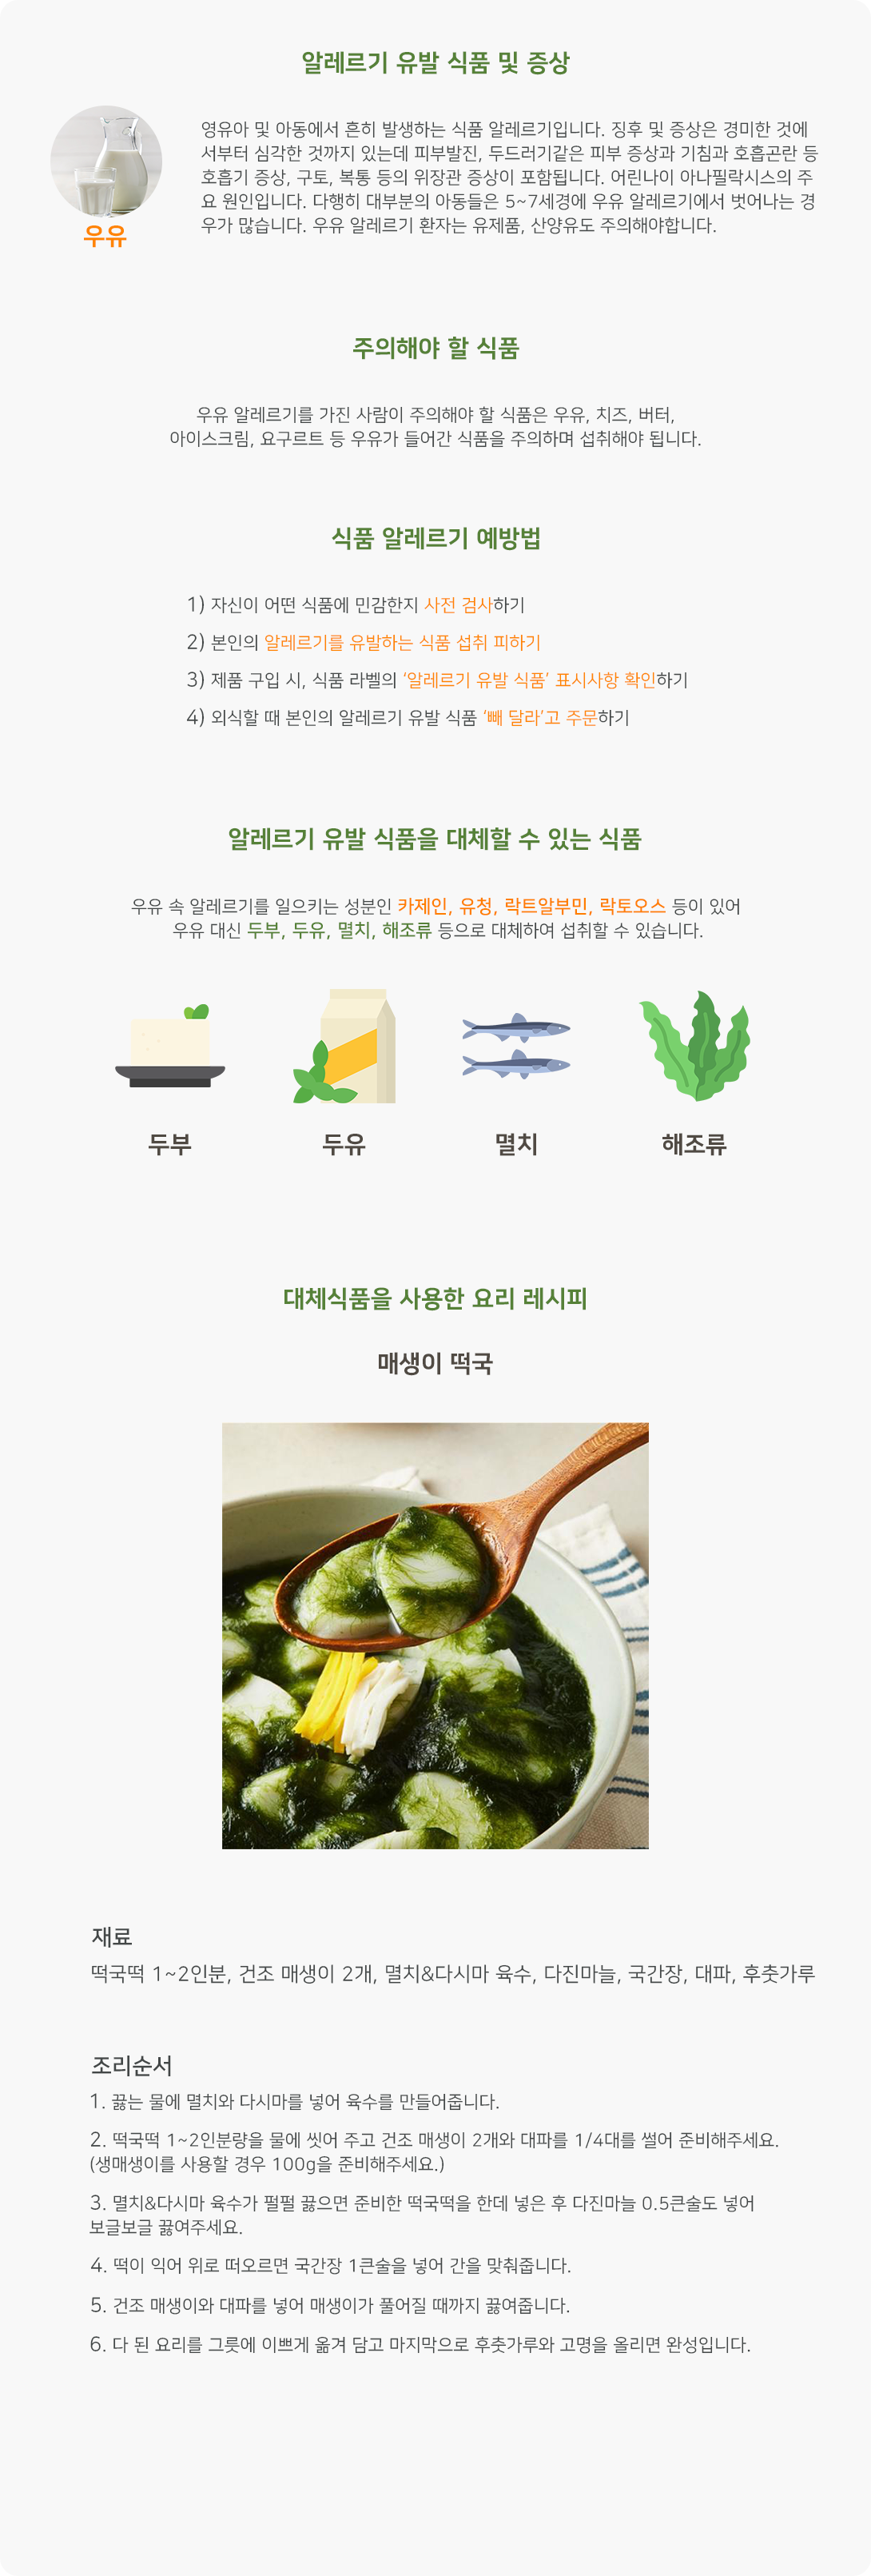 알레르기 유발 식품 및 증상
영유아 및 아동에서 흔히 발생하는 식품 알레르기입니다. 징후 및 증상은 경미한 것에
서부터 심각한 것까지 있는데 피부발진, 두드러기같은 피부 증상과 기침과 호흡곤란 등
호흡기 증상, 구토, 복통 등의 위장관 증상이 포함됩니다. 어린나이 아나필락시스의 주
요 원인입니다. 다행히 대부분의 아동들은 5~7세경에 우유 알레르기에서 벗어나는 경
우가 많습니다. 우유 알레르기 환자는 유제품, 산양유도 주의해야합니다.
우유
주의해야 할 식품
우유 알레르기를 가진 사람이 주의해야 할 식품은 우유, 치즈, 버터,
아이스크림, 요구르트 등 우유가 들어간 식품을 주의하며 섭취해야 됩니다.
식품 알레르기 예방법
1) 자신이 어떤 식품에 민감한지 사전 검사하기
2) 본인의 알레르기를 유발하는 식품 섭취 피하기
3) 제품 구입 시, 식품 라벨의 ‘알레르기 유발 식품’ 표시사항 확인하기
4) 외식할 때 본인의 알레르기 유발 식품 ‘빼 달라’고 주문하기
알레르기 유발 식품을 대체할 수 있는 식품
우유 속 알레르기를 일으키는 성분인 카제인, 유청, 락트알부민, 락토오스 등이 있어
우유 대신 두부, 두유, 멸치, 해조류 등으로 대체하여 섭취할 수 있습니다.
두부 두유 멸치 해조류
대체식품을 사용한 요리 레시피
매생이 떡국
재료
떡국떡 1~2인분, 건조 매생이 2개, 멸치&다시마 육수, 다진마늘, 국간장, 대파, 후춧가루
조리순서
1. 끓는 물에 멸치와 다시마를 넣어 육수를 만들어줍니다.
2. 떡국떡 1~2인분량을 물에 씻어 주고 건조 매생이 2개와 대파를 1/4대를 썰어 준비해주세요.
(생매생이를 사용할 경우 100g을 준비해주세요.)
3. 멸치&다시마 육수가 펄펄 끓으면 준비한 떡국떡을 한데 넣은 후 다진마늘 0.5큰술도 넣어
보글보글 끓여주세요.
4. 떡이 익어 위로 떠오르면 국간장 1큰술을 넣어 간을 맞춰줍니다.
5. 건조 매생이와 대파를 넣어 매생이가 풀어질 때까지 끓여줍니다.
6. 다 된 요리를 그릇에 이쁘게 옮겨 담고 마지막으로 후춧가루와 고명을 올리면 완성입니다.